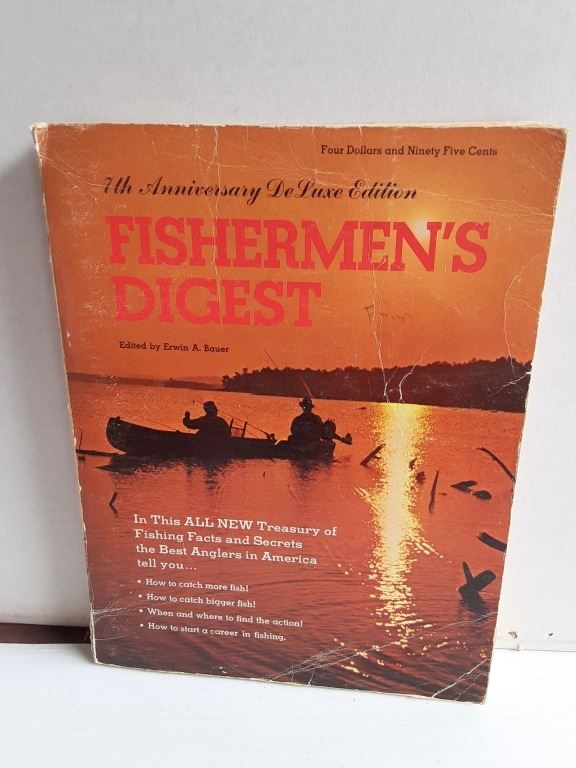 Four Dollars and Ninety Five Cents
7th Anniversary De Luxe Edition
FISHERMEN'S
DIGEST
Edited by Erwin A. Bauer
In This ALL NEW Treasury of
Fishing Facts and Secrets
the Best Anglers in America
tell you...
• How to catch more fish!
• How to catch bigger fish!
• When and where to find the action!
• How to start a career in fishing.